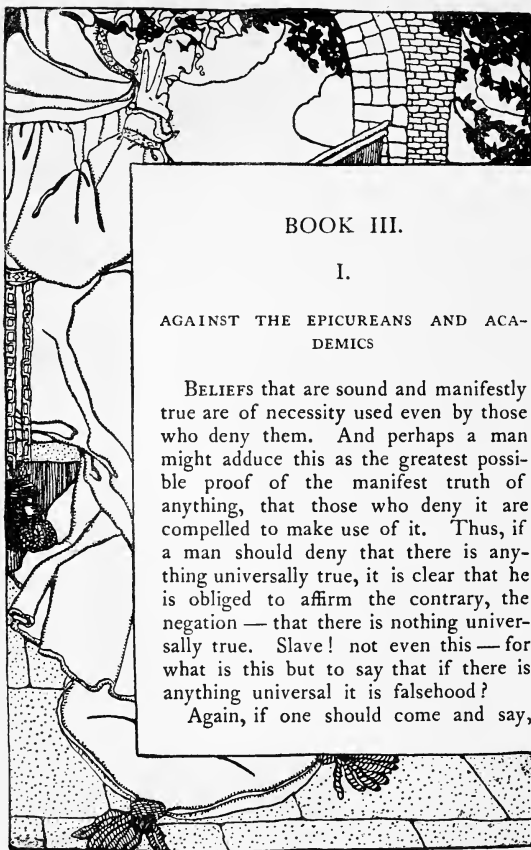 BOOK III.
I.
AGAINST THE EPICUREANS AND ACA-
DEMICS
BELIEFS that are sound and manifestly
true are of necessity used even by those
who deny them. And perhaps a man
might adduce this as the greatest possi-
ble proof of the manifest truth of
anything, that those who deny it are
compelled to make use of it. Thus, if
a man should deny that there is any-
thing universally true, it is clear that he
is obliged to affirm the contrary, the
negation — that there is nothing univer-
sally true. Slave! not even this — for
what is this but to say that if there is
anything universal it is falsehood?
Again, if one should come and say,